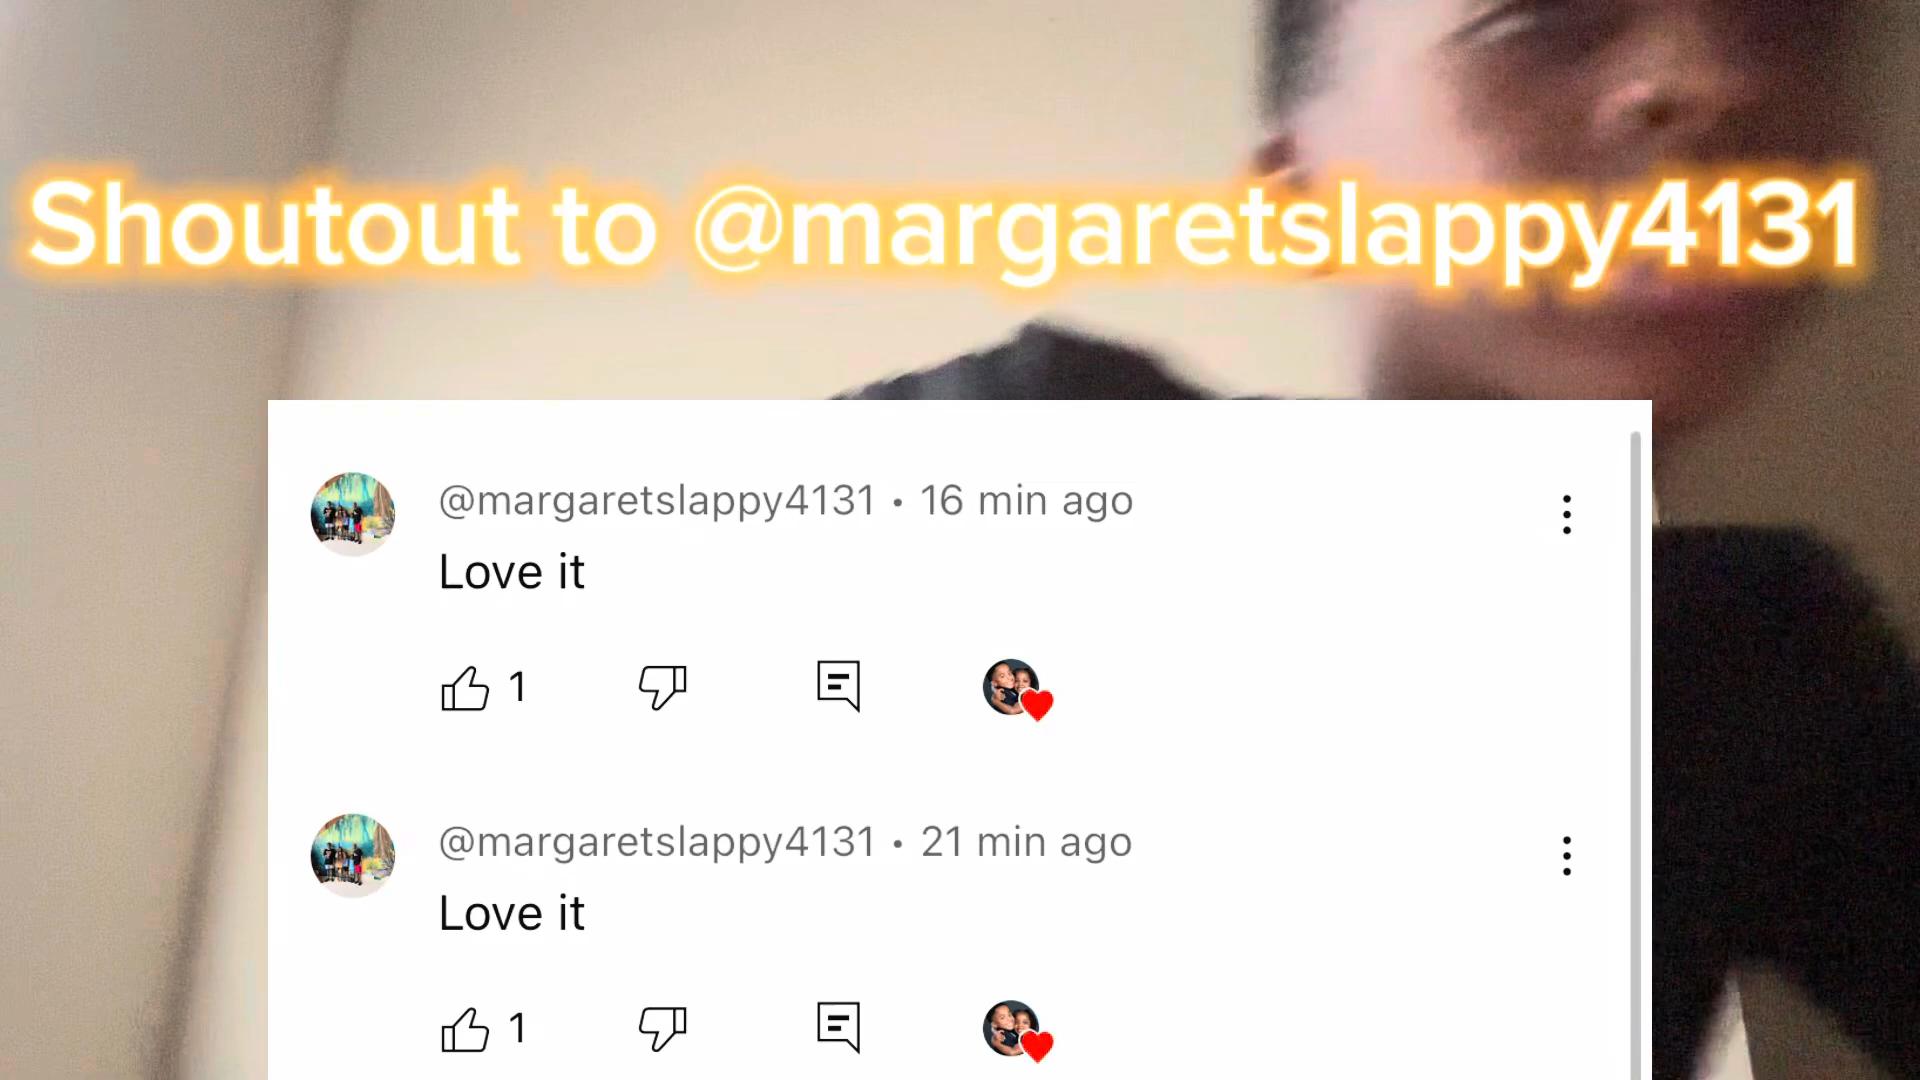 Shoutout to @margaretslappy4131
@margaretslappy4131 • 16 min ago
Love it
1
@margaretslappy4131 • 21 min ago
Love it
1